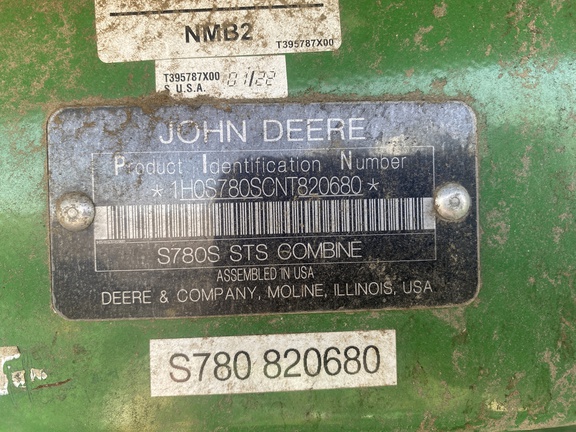 NMB2
T395787X00
T395787X00 01/22
S U.S.A.
JOHN DEERE
Product Identification Number
*1H0S780SCNT820680*
S780S STS COMBINE
ASSEMBLED IN USA
DEERE & COMPANY, MOLINE, ILLINOIS, USA
S780 820680